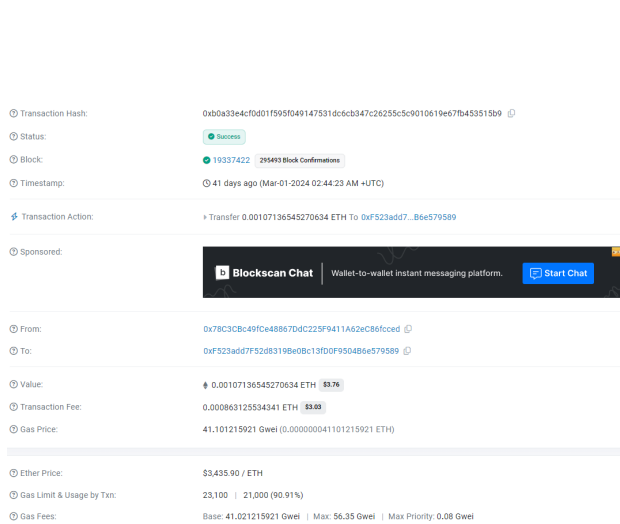 Transaction Hash: 0xb0a33e4cf0d01f595f049147531dc6cb347c26255c5c9010619e67fb453515b9
Status: Success
Block: 19337422 295493 Block Confirmations
Timestamp: 41 days ago (Mar-01-2024 02:44:23 AM +UTC)
Transaction Action: Transfer 0.00107136545270634 ETH To 0xF523add7...B6e579589
Sponsored:
b Blockscan Chat Wallet-to-wallet instant messaging platform. Start Chat
From: 0x78C3CBc49fCe48867DdC225F9411A62eC86fcced
To: 0xF523add7F52d8319Be0Bc13fD0F9504B6e579589
Value: 0.00107136545270634 ETH $3.76
Transaction Fee: 0.000863125534341 ETH $3.03
Gas Price: 41.101215921 Gwei (0.000000041101215921 ETH)
Ether Price: $3,435.90 / ETH
Gas Limit & Usage by Txn: 23,100 | 21,000 (90.91%)
Gas Fees: Base: 41.021215921 Gwei | Max: 56.35 Gwei | Max Priority: 0.08 Gwei